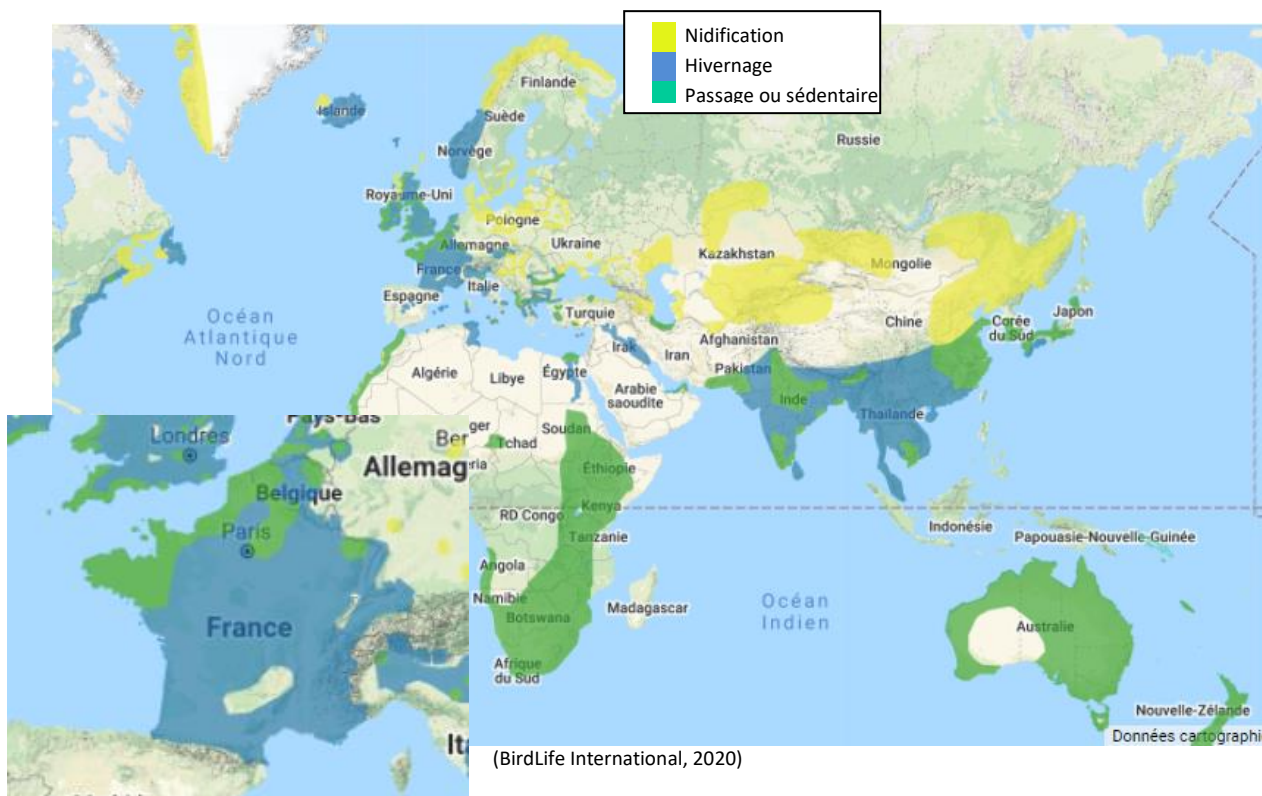 Nidification
Hivernage
Passage ou sédentaire
Finlande
Islande
Suède
Russie
Norvège
Royaume-Uni
Pologne
Allemagne
Ukraine
Kazakhstan
Mongolie
France
Italie
Espagne
Turquie
Océan
Atlantique
Nord
Chine
Corée
du Sud
Japon
Afghanistan
Irak
Iran
Pakistan
Algérie
Libye
Égypte
Arabie
saoudite
Inde
Thaïlande
Soudan
Tchad
Éthiopie
Kenya
RD Congo
Tanzanie
Indonésie
Papouasie-Nouvelle-Guinée
Angola
Namibie
Botswana
Madagascar
Océan
Indien
Australie
Afrique
du Sud
Nouvelle-Zélande
Données cartographi
Pays-Bas
Londres
Ber
Allemag
Belgique
Paris
France
(BirdLife International, 2020)